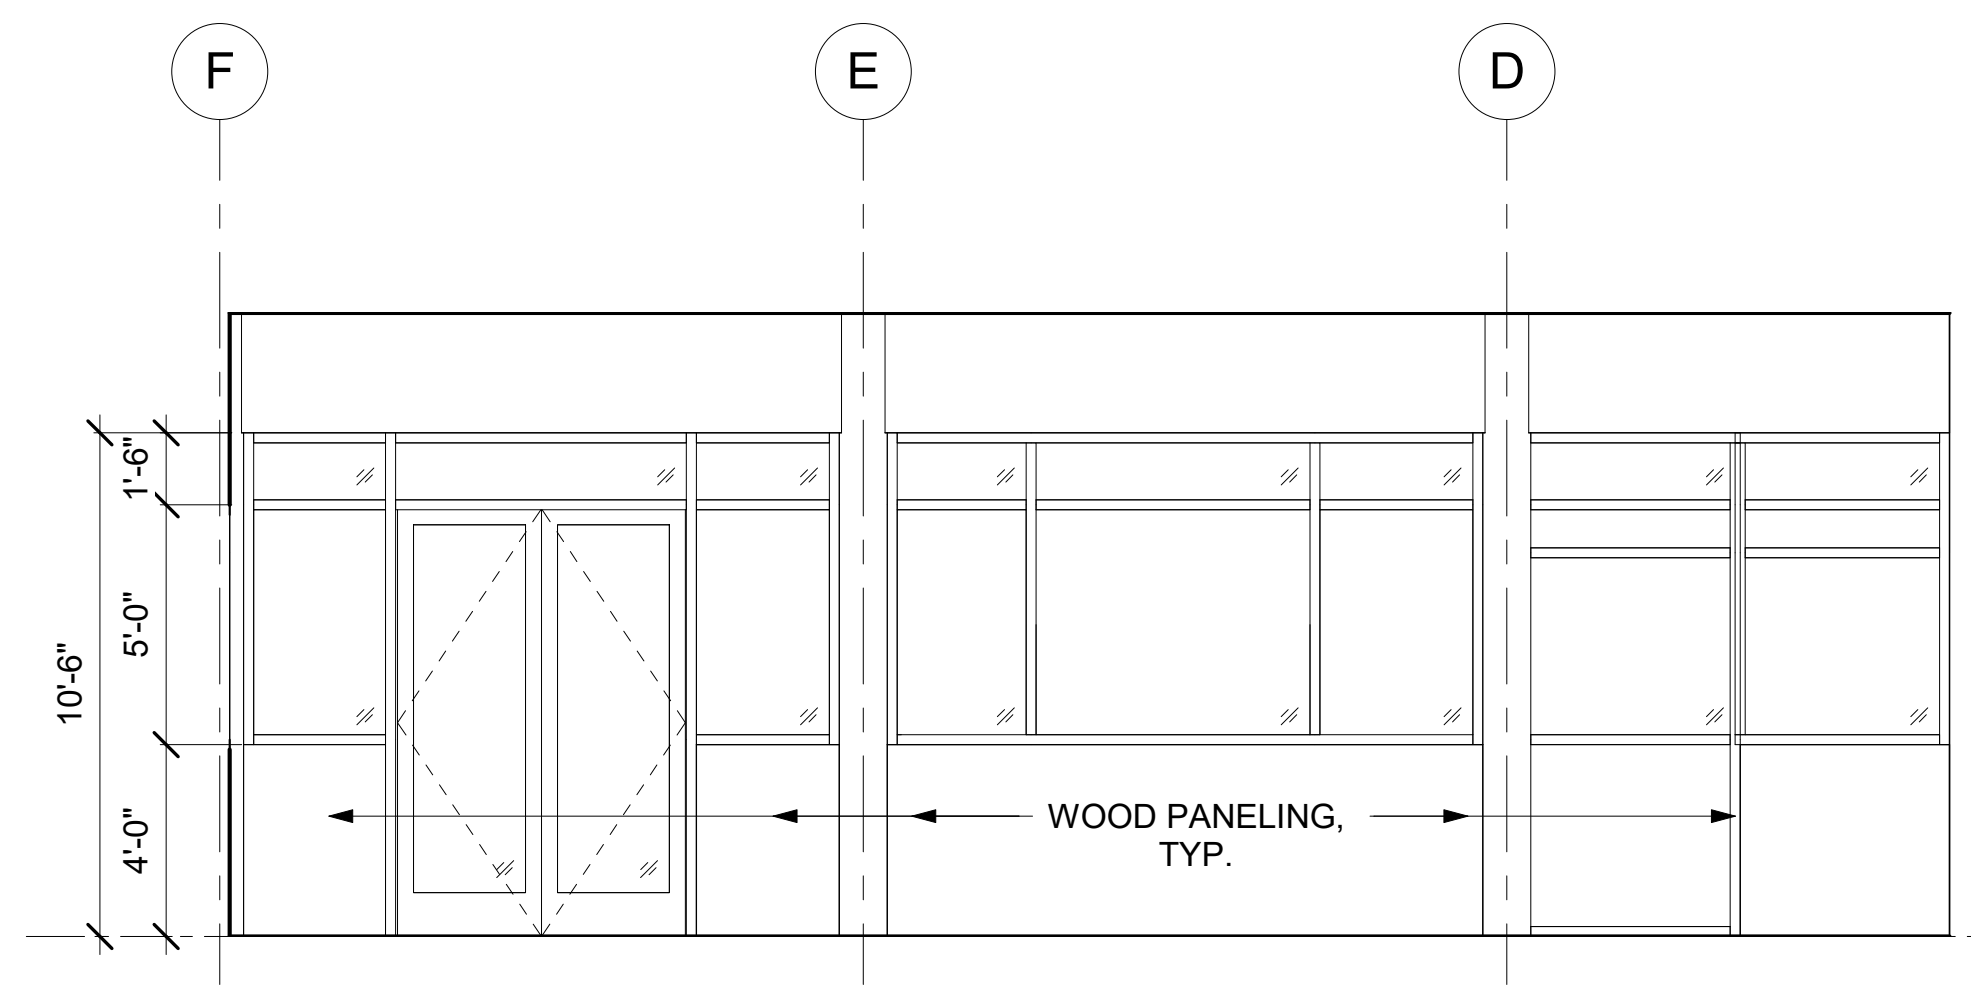 F
E
D
1'-6"
5'-0"
10'-6"
4'-0"
WOOD PANELING,
TYP.